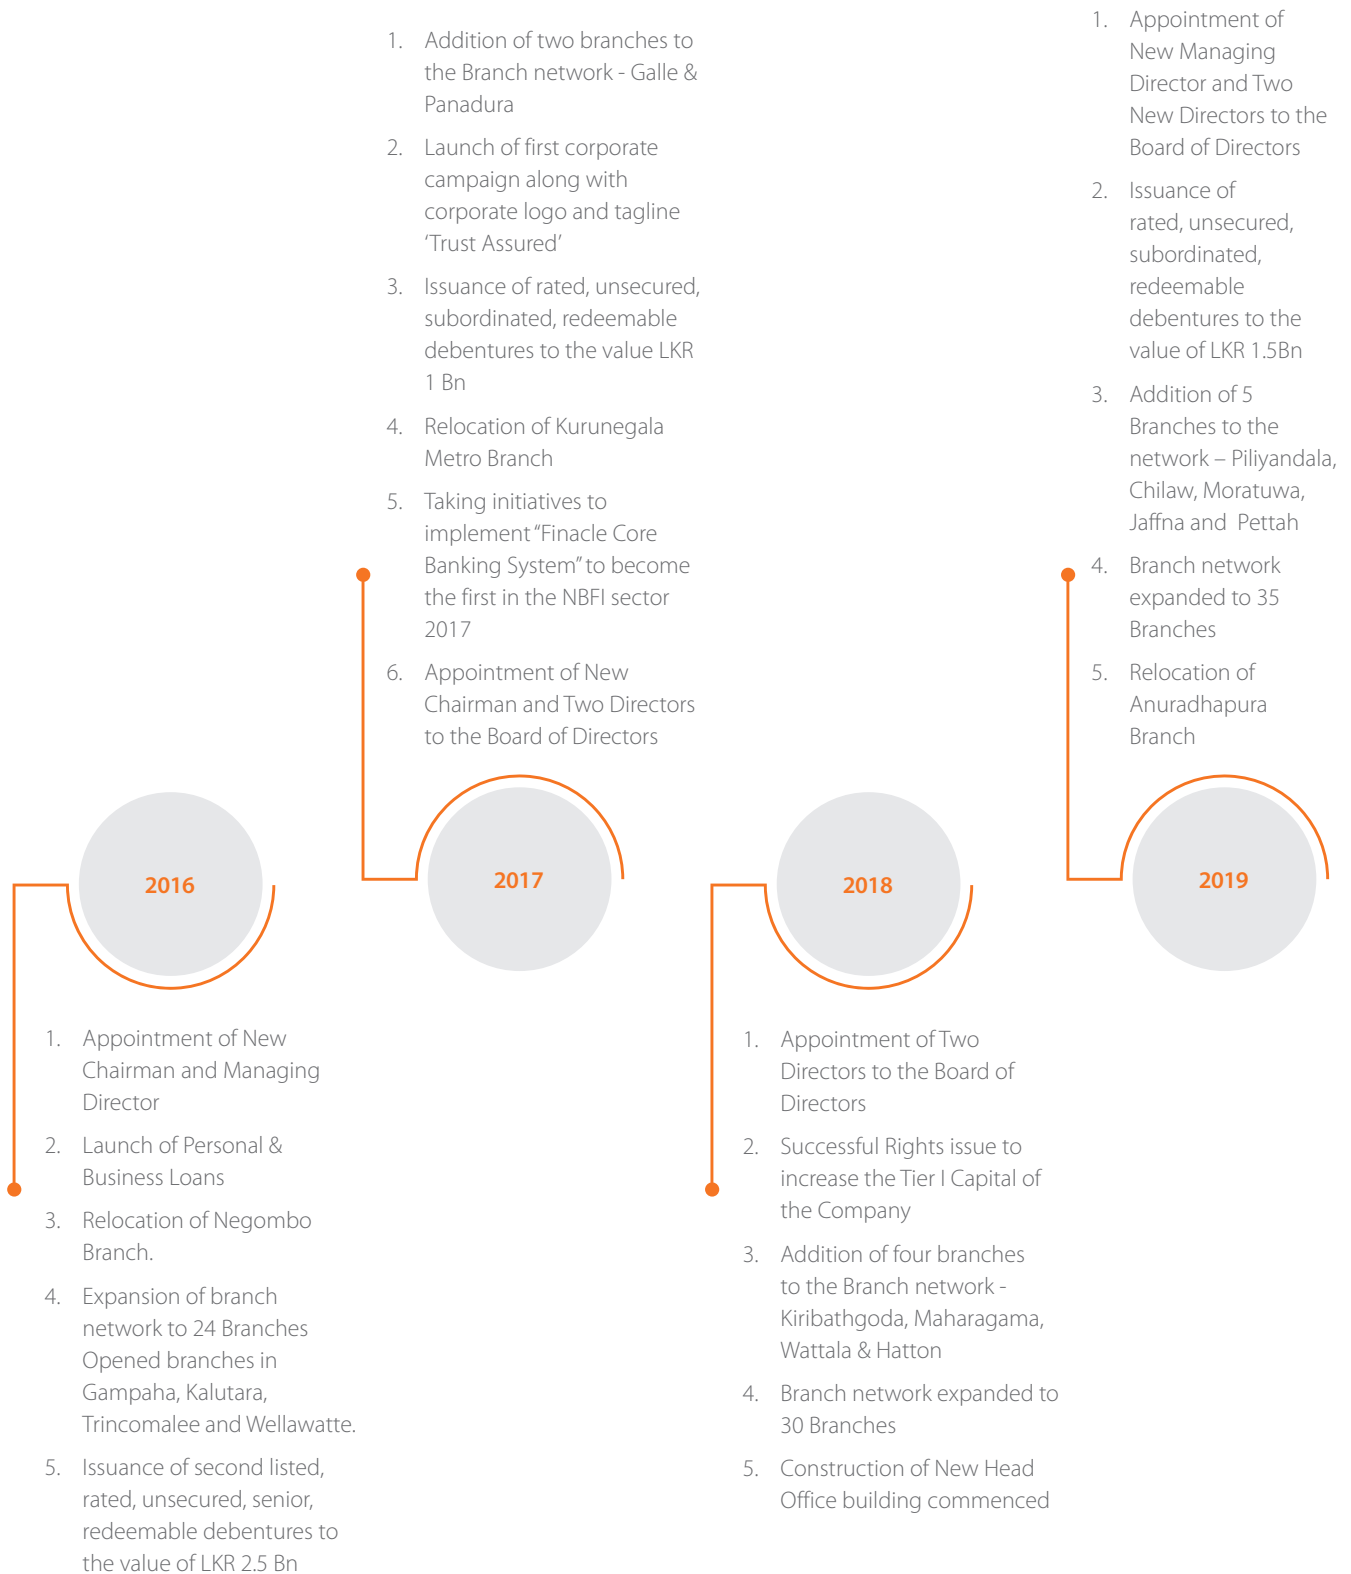 2016
1. Appointment of New
Chairman and Managing
Director
2. Launch of Personal &
Business Loans
3. Relocation of Negombo
Branch.
4. Expansion of branch
network to 24 Branches
Opened branches in
Gampaha, Kalutara,
Trincomalee and Wellawatte.
5. Issuance of second listed,
rated, unsecured, senior,
redeemable debentures to
the value of LKR 2.5 Bn
1. Addition of two branches to
the Branch network - Galle &
Panadura
2. Launch of first corporate
campaign along with
corporate logo and tagline
‘Trust Assured’
3. Issuance of rated, unsecured,
subordinated, redeemable
debentures to the value LKR
1 Bn
4. Relocation of Kurunegala
Metro Branch
5. Taking initiatives to
implement “Finacle Core
Banking System” to become
the first in the NBFI sector
2017
6. Appointment of New
Chairman and Two Directors
to the Board of Directors
2017
2018
1. Appointment of Two
Directors to the Board of
Directors
2. Successful Rights issue to
increase the Tier I Capital of
the Company
3. Addition of four branches
to the Branch network -
Kiribathgoda, Maharagama,
Wattala & Hatton
4. Branch network expanded to
30 Branches
5. Construction of New Head
Office building commenced
1. Appointment of
New Managing
Director and Two
New Directors to the
Board of Directors
2. Issuance of
rated, unsecured,
subordinated,
redeemable
debentures to the
value of LKR 1.5Bn
3. Addition of 5
Branches to the
network – Piliyandala,
Chilaw, Moratuwa,
Jaffna and Pettah
4. Branch network
expanded to 35
Branches
5. Relocation of
Anuradhapura
Branch
2019